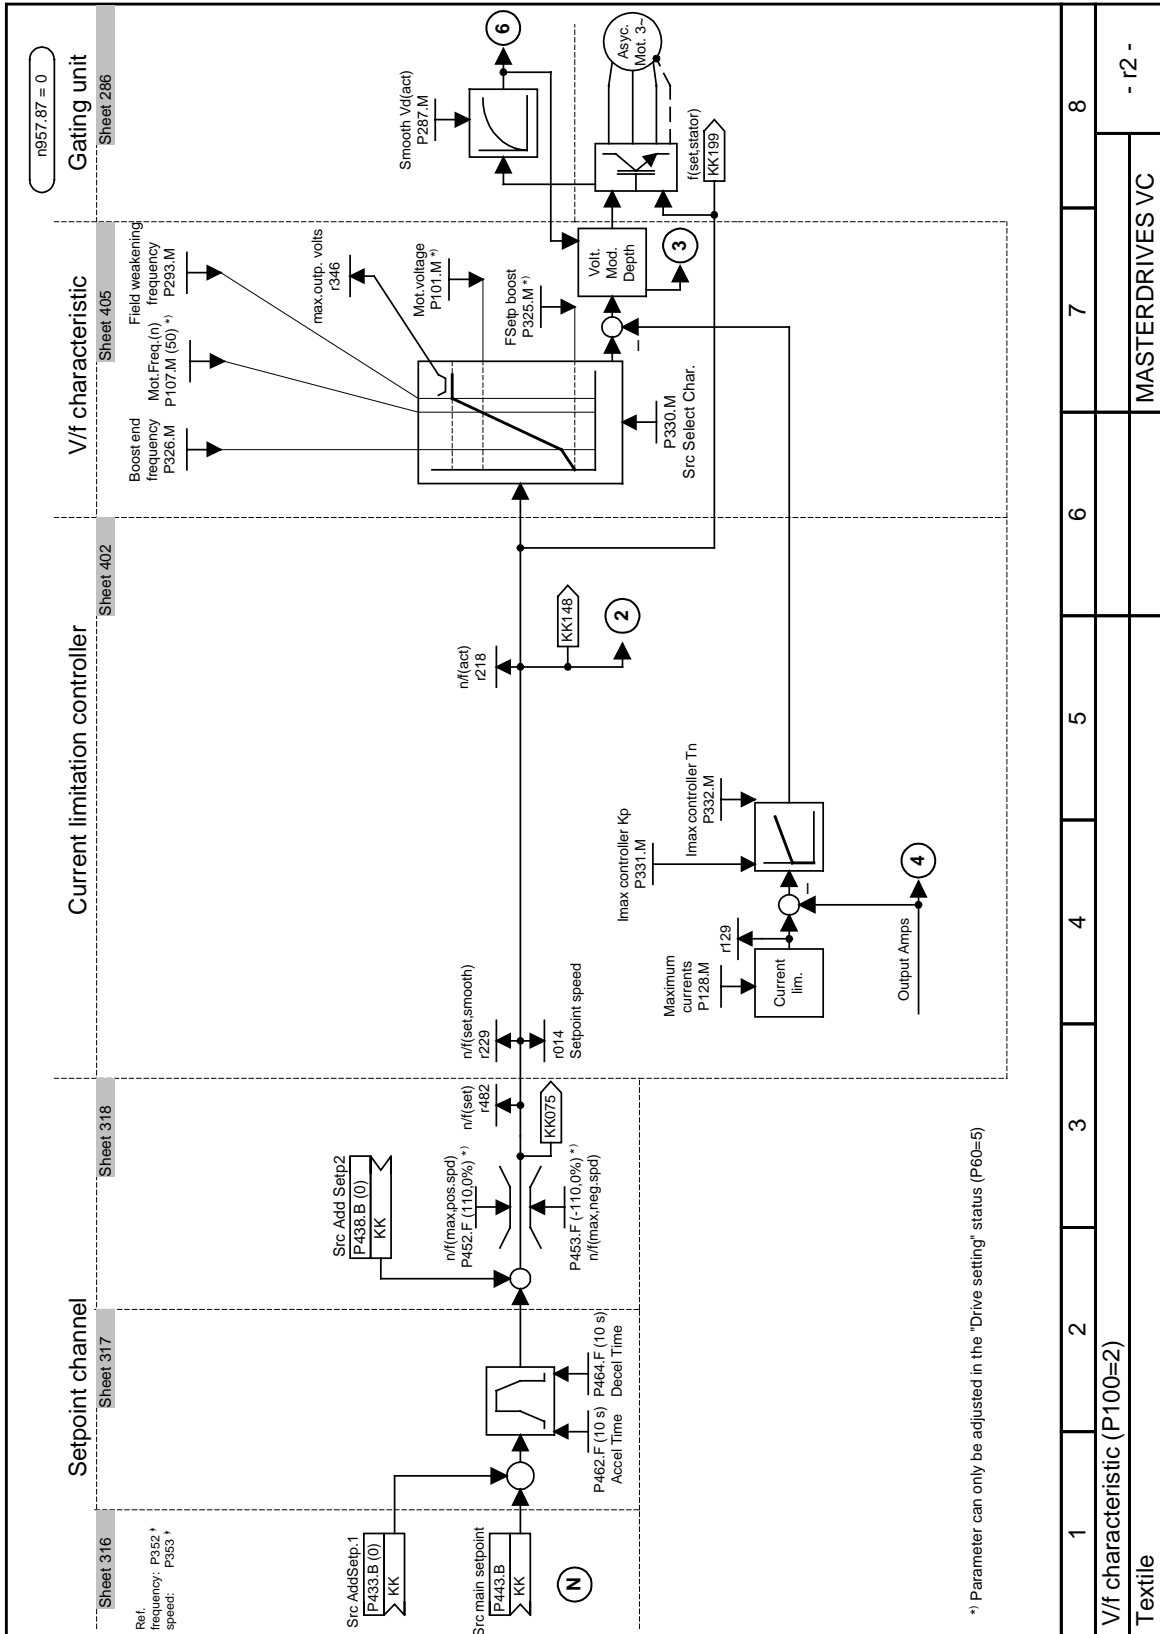 n957.87 = 0
Setpoint channel
Current limitation controller
V/f characteristic
Gating unit
Sheet 316
Sheet 317
Sheet 318
Sheet 402
Sheet 405
Sheet 286
Ref.
frequency: P352 *)
speed: P353 *)
Src AddSetp.1
P433.B (0)
KK
Src main setpoint
P443.B
KK
N
P462.F (10 s)
Accel Time
P464.F (10 s)
Decel Time
Src Add Setp2
P438.B (0)
KK
n/f(max,pos.spd)
P452.F (110,0%) *)
P453.F (-110,0%) *)
n/f(max,neg.spd)
n/f(set)
r482
KK075
n/f(set,smooth)
r229
r014
Setpoint speed
Maximum
currents
P128.M
Current
lim.
r129
Output Amps
4
Imax controller Kp
P331.M
Imax controller Tn
P332.M
–
n/f(act)
r218
KK148
2
Boost end
frequency
P326.M
Mot.Freq.(n)
P107.M (50) *)
Field weakening
frequency
P293.M
max.outp. volts
r346
Mot.voltage
P101.M *)
FSetp boost
P325.M *)
P330.M
Src Select Char.
–
Volt.
Mod.
Depth
3
Smooth Vd(act)
P287.M
6
Asyc.
Mot. 3~
f(set,stator)
KK199
*) Parameter can only be adjusted in the "Drive setting" status (P60=5)
1
2
3
4
5
6
7
8
V/f characteristic (P100=2)
- r2 -
Textile
MASTERDRIVES VC